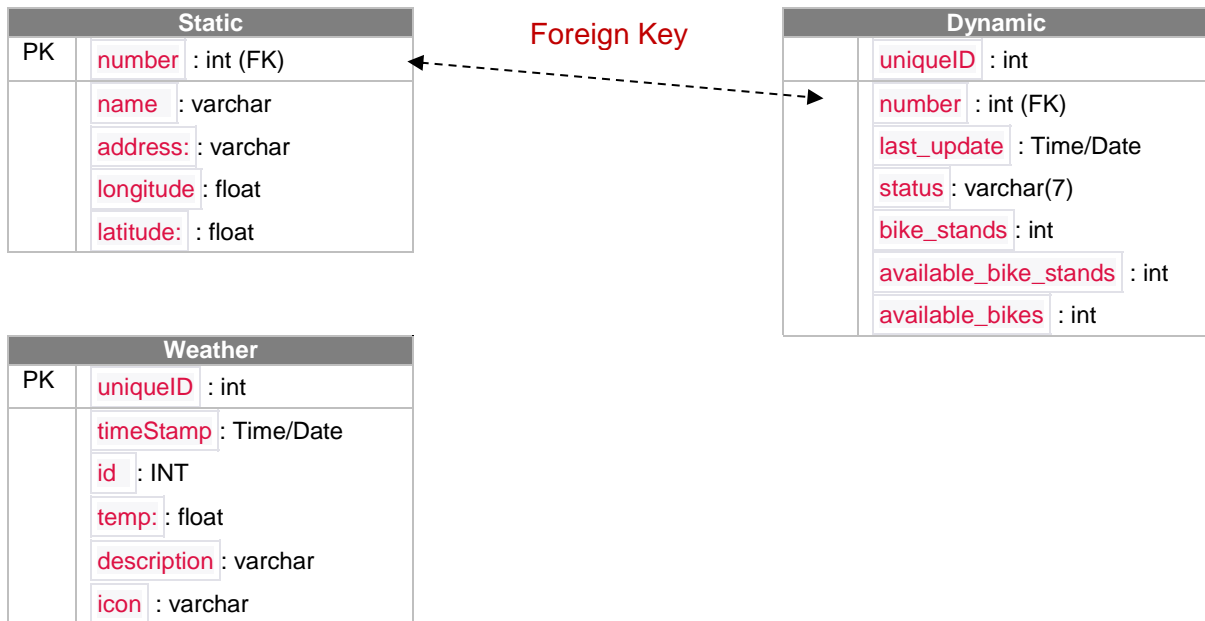 Static
PK number : int (FK)
name : varchar
address: : varchar
longitude : float
latitude: : float
Foreign Key
Dynamic
uniqueID : int
number : int (FK)
last_update : Time/Date
status : varchar(7)
bike_stands : int
available_bike_stands : int
available_bikes : int
Weather
PK uniqueID : int
timeStamp : Time/Date
id : INT
temp: : float
description : varchar
icon : varchar